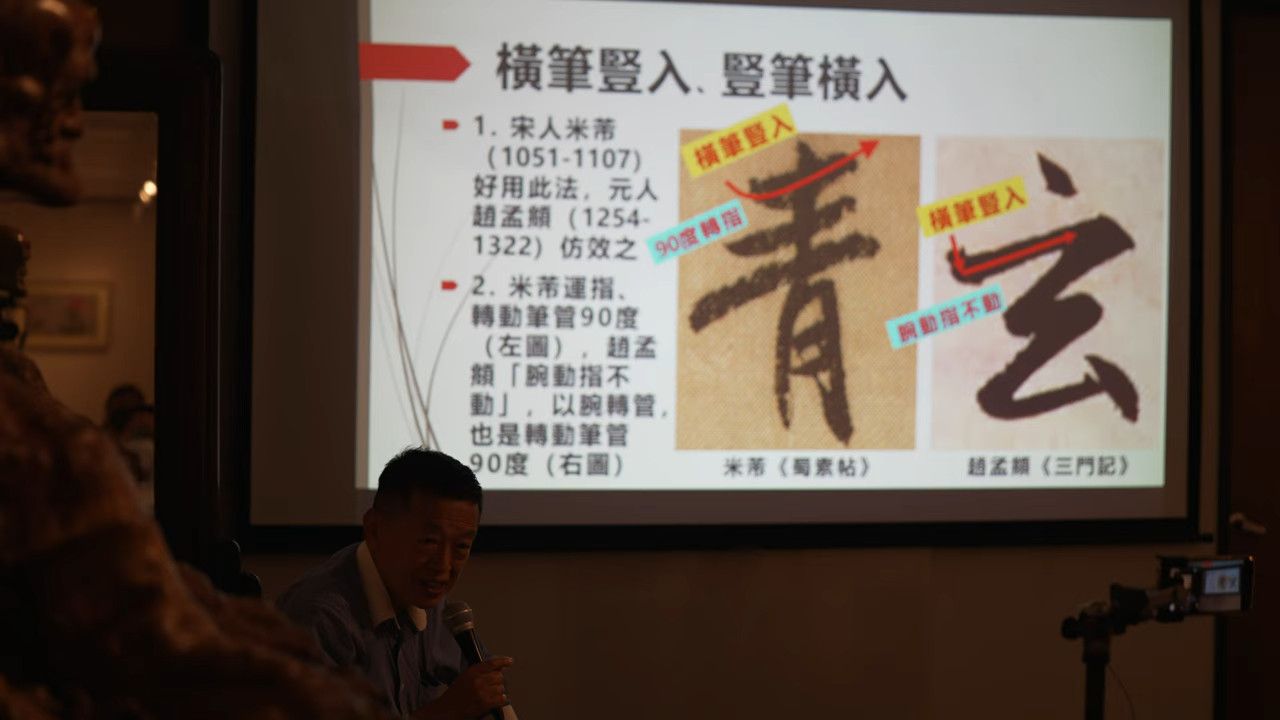 橫筆豎入、豎筆橫入
1. 宋人米芾
（1051-1107）
好用此法，元人
趙孟頫（1254-
1322）仿效之
2. 米芾運指、
轉動筆管90度
（左圖），趙孟
頫「腕動指不
動」，以腕轉管，
也是轉動筆管
90度（右圖）
橫筆豎入
90度轉指
青
米芾《蜀素帖》
橫筆豎入
腕動指不動
玄
趙孟頫《三門記》